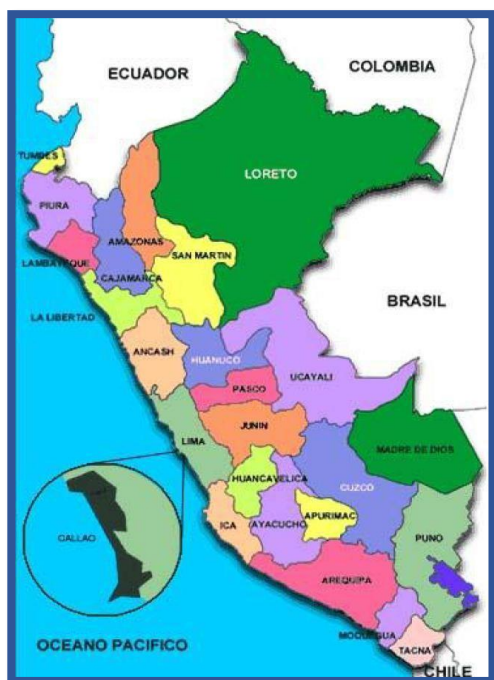 ECUADOR
COLOMBIA
TUMBES
LORETO
PIURA
AMAZONAS
SAN MARTIN
LAMBAYEQUE
CAJAMARCA
BRASIL
LA LIBERTAD
ANCASH
HUANUCO
UCAYALI
PASCO
JUNIN
LIMA
MADRE DE DIOS
HUANCAVELICA
CUZCO
CALLAO
ICA
AYACUCHO
APURIMAC
PUNO
AREQUIPA
MOQUEGUA
OCEANO PACIFICO
TACNA
CHILE